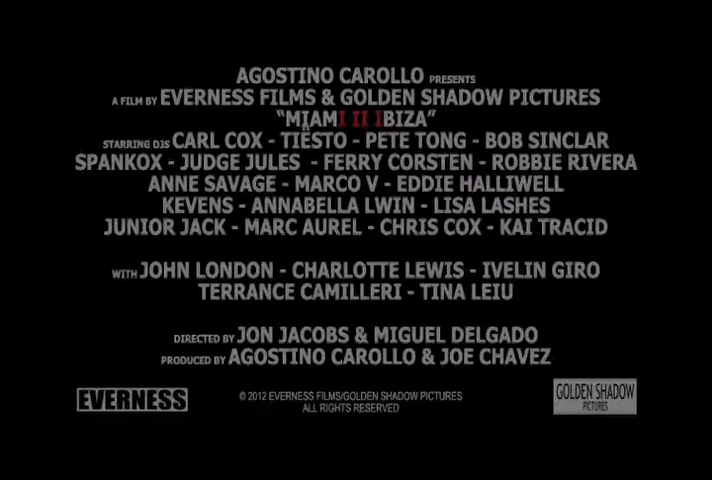 AGOSTINO CAROLLO PRESENTS
A FILM BY EVERNESS FILMS & GOLDEN SHADOW PICTURES
"MIAMI II IBIZA"
STARRING DJS CARL COX - TIËSTO - PETE TONG - BOB SINCLAR
SPANKOX - JUDGE JULES - FERRY CORSTEN - ROBBIE RIVERA
ANNE SAVAGE - MARCO V - EDDIE HALLIWELL
KEVENS - ANNABELLA LWIN - LISA LASHES
JUNIOR JACK - MARC AUREL - CHRIS COX - KAI TRACID
WITH JOHN LONDON - CHARLOTTE LEWIS - IVELIN GIRO
TERRANCE CAMILLERI - TINA LEIU
DIRECTED BY JON JACOBS & MIGUEL DELGADO
PRODUCED BY AGOSTINO CAROLLO & JOE CHAVEZ
EVERNESS
© 2012 EVERNESS FILMS/GOLDEN SHADOW PICTURES
ALL RIGHTS RESERVED
GOLDEN SHADOW
PICTURES